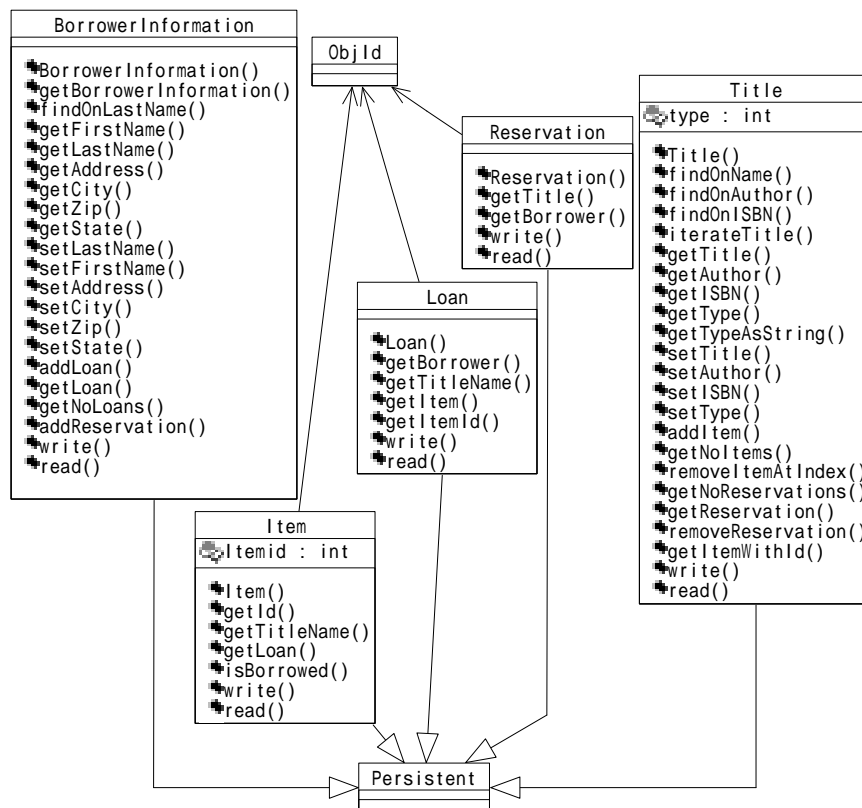 BorrowerInformation
BorrowerInformation()
getBorrowerInformation()
findOnLastName()
getFirstName()
getLastName()
getAddress()
getCity()
getZip()
getState()
setLastName()
setFirstName()
setAddress()
setCity()
setZip()
setState()
addLoan()
getLoan()
getNoLoans()
addReservation()
write()
read()
ObjId
Reservation
Reservation()
getTitle()
getBorrower()
write()
read()
Title
type : int
Title()
findOnName()
findOnAuthor()
findOnISBN()
iterateTitle()
getTitle()
getAuthor()
getISBN()
getType()
getTypeAsString()
setTitle()
setAuthor()
setISBN()
setType()
addItem()
getNoItems()
removeItemAtIndex()
getNoReservations()
getReservation()
removeReservation()
getItemWithId()
write()
read()
Loan
Loan()
getBorrower()
getTitleName()
getItem()
getItemId()
write()
read()
Item
Itemid : int
Item()
getId()
getTitleName()
getLoan()
isBorrowed()
write()
read()
Persistent